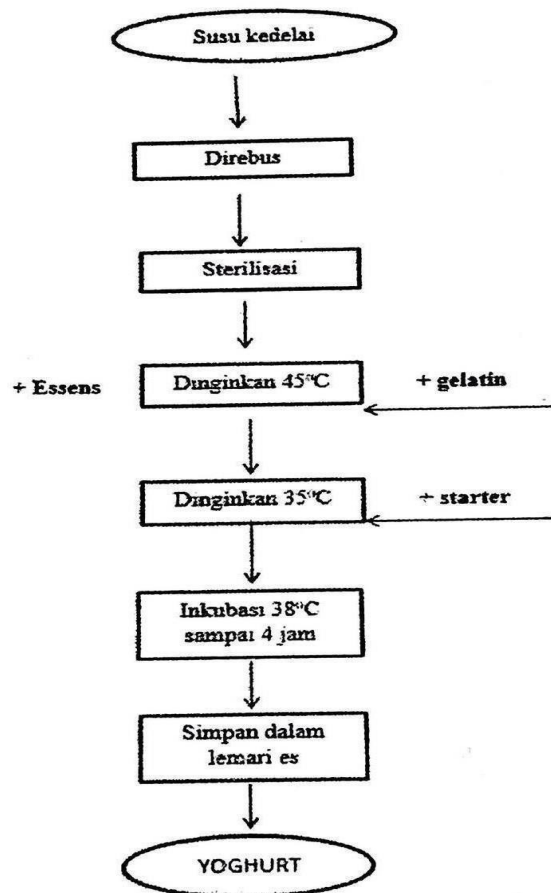 Susu kedelai
Direbus
Sterilisasi
+ Essens
Dinginkan 45°C
+ gelatin
Dinginkan 35°C
+ starter
Inkubasi 38°C
sampai 4 jam
Simpan dalam
lemari es
YOGHURT